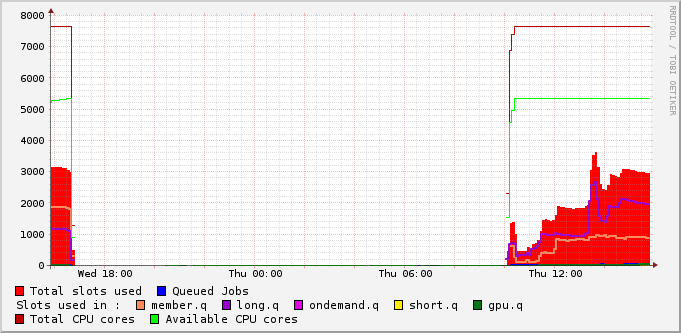 8000
7000
6000
5000
4000
3000
2000
1000
0
Wed 18:00 Thu 00:00 Thu 06:00 Thu 12:00
Total slots used Queued Jobs
Slots used in : member.q long.q ondemand.q short.q gpu.q
Total CPU cores Available CPU cores
RRDTOOL / TOBI OETIKER